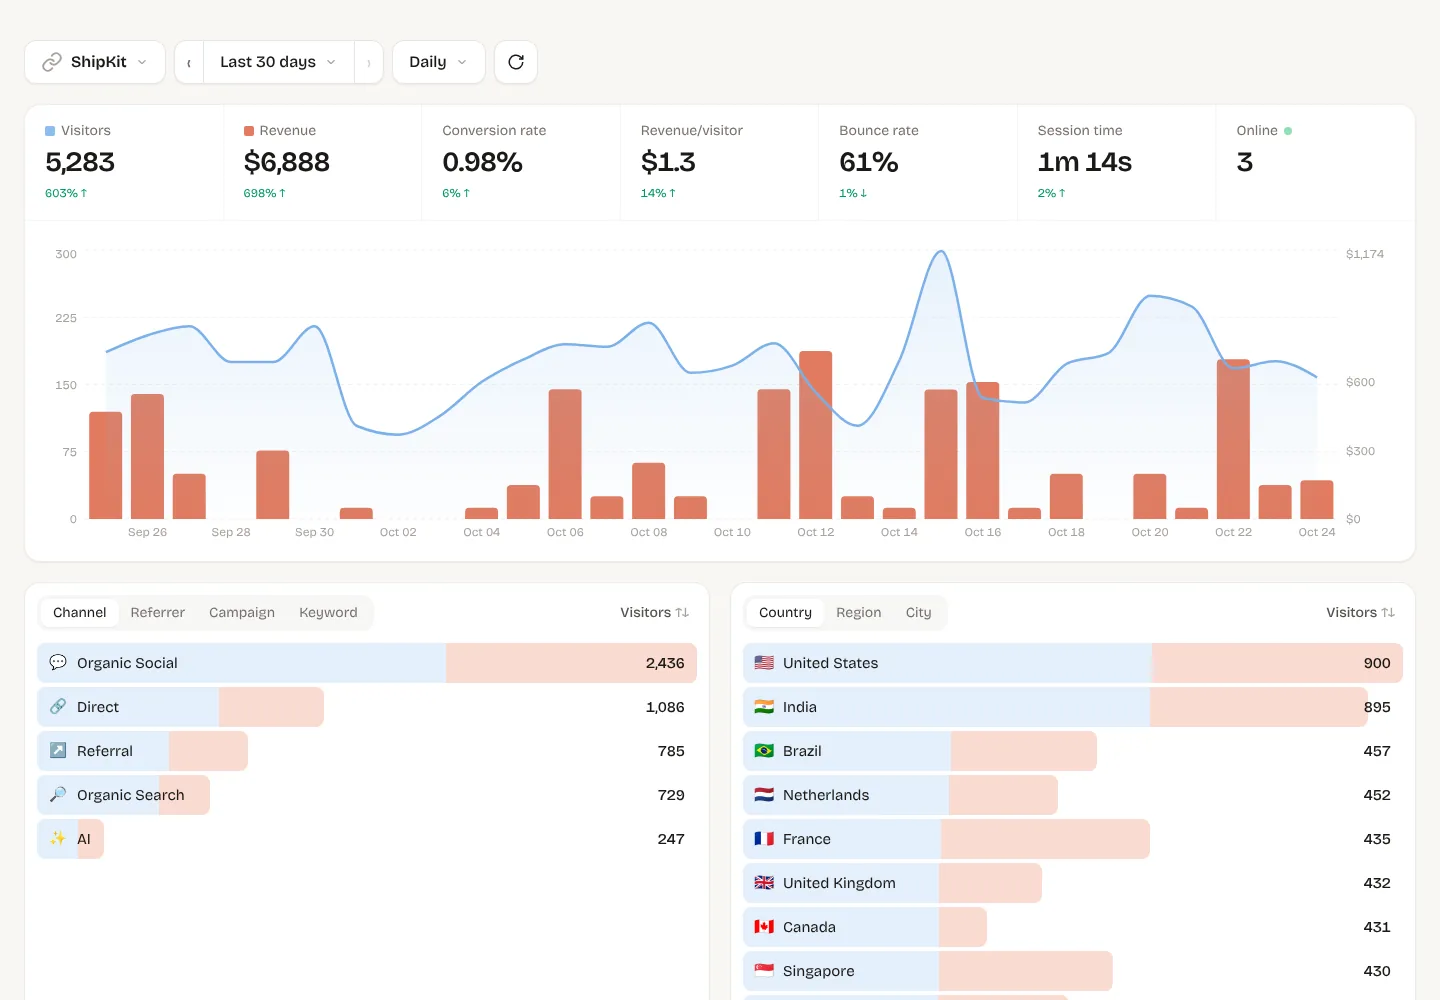 ShipKit ‹ Last 30 days › Daily
Visitors Revenue Conversion rate Revenue/visitor Bounce rate Session time Online
5,283 $6,888 0.98% $1.3 61% 1m 14s 3
603% ↑ 698% ↑ 6% ↑ 14% ↑ 1% ↓ 2% ↑
300 $1,174
225
150 $600
75 $300
0 $0
Sep 26 Sep 28 Sep 30 Oct 02 Oct 04 Oct 06 Oct 08 Oct 10 Oct 12 Oct 14 Oct 16 Oct 18 Oct 20 Oct 22 Oct 24
Channel Referrer Campaign Keyword Visitors ↑↓
Organic Social 2,436
Direct 1,086
Referral 785
Organic Search 729
AI 247
Country Region City Visitors ↑↓
United States 900
India 895
Brazil 457
Netherlands 452
France 435
United Kingdom 432
Canada 431
Singapore 430